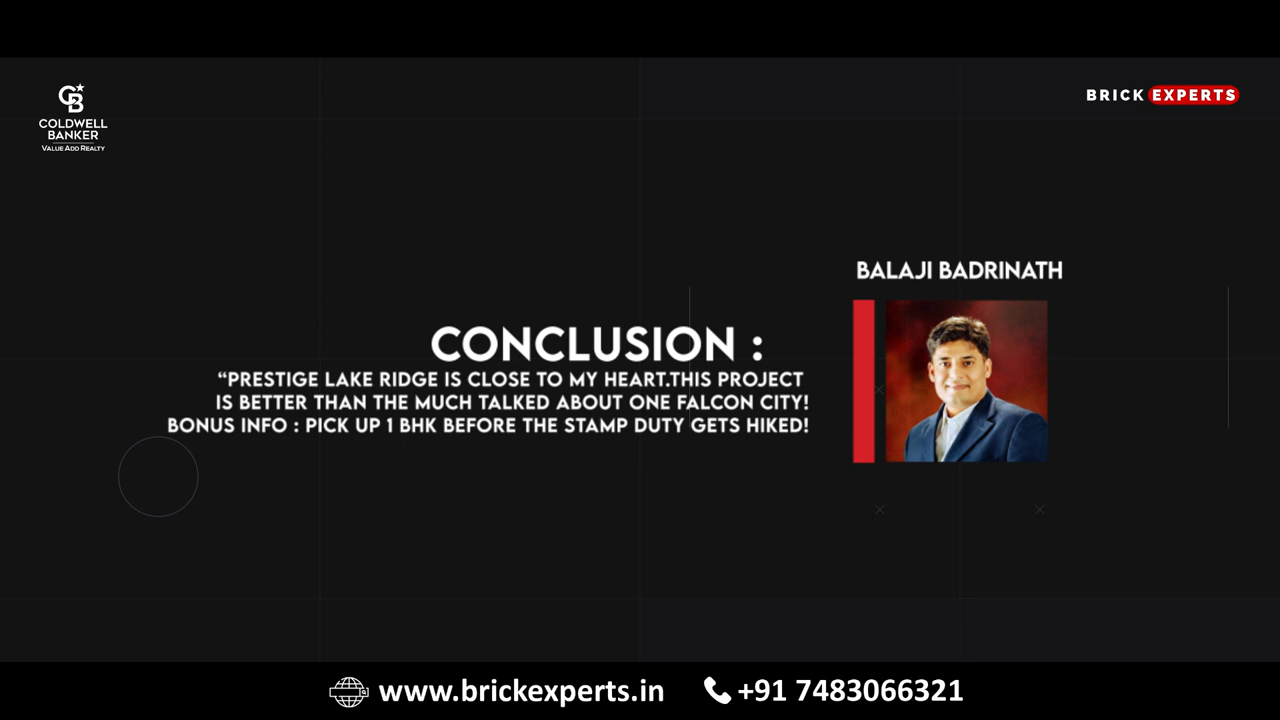 COLDWELL
BANKER
VALUE ADD REALTY
BRICK EXPERTS
BALAJI BADRINATH
CONCLUSION :
“PRESTIGE LAKE RIDGE IS CLOSE TO MY HEART.THIS PROJECT
IS BETTER THAN THE MUCH TALKED ABOUT ONE FALCON CITY!
BONUS INFO : PICK UP 1 BHK BEFORE THE STAMP DUTY GETS HIKED!
www.brickexperts.in +91 7483066321